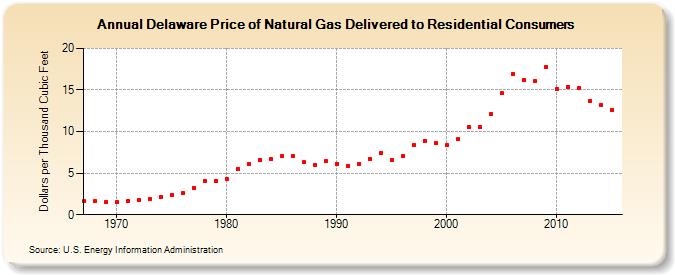 Annual Delaware Price of Natural Gas Delivered to Residential Consumers
Dollars per Thousand Cubic Feet
20
15
10
5
0
1970 1980 1990 2000 2010
Source: U.S. Energy Information Administration